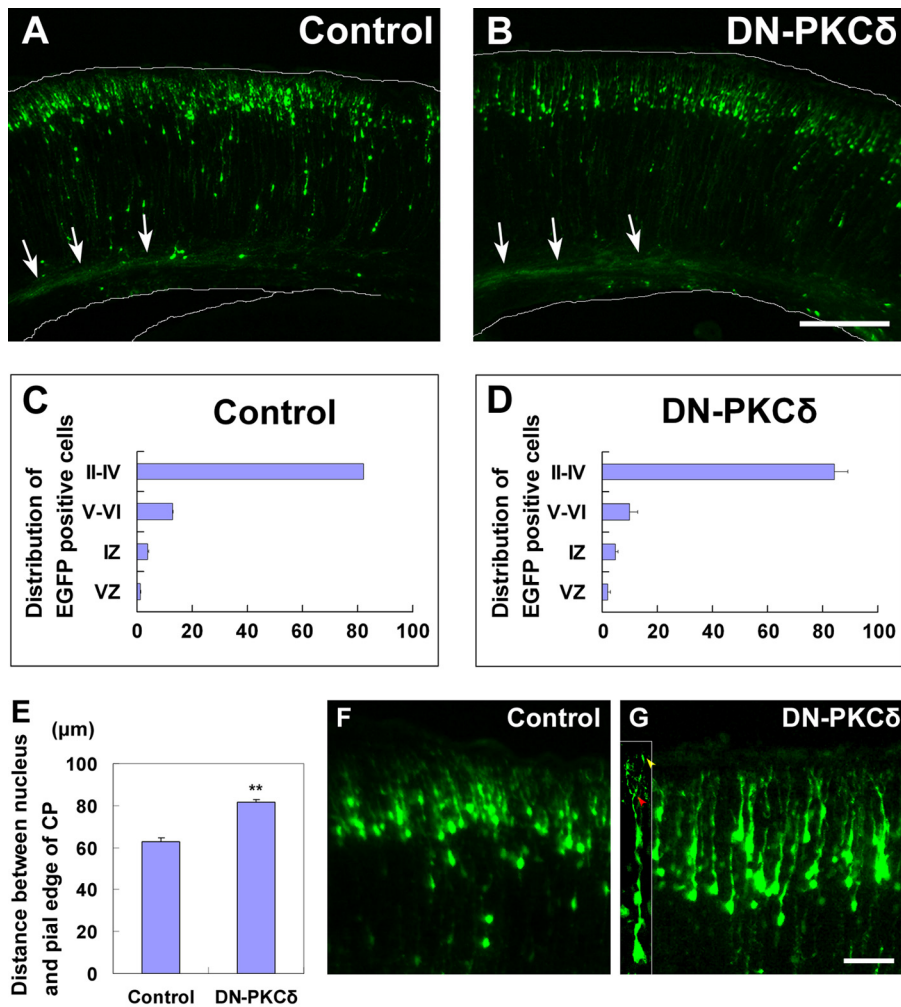 A Control
B DN-PKCδ
C Control
Distribution of
EGFP positive cells
II-IV
V-VI
IZ
VZ
0 20 40 60 80 100
D DN-PKCδ
Distribution of
EGFP positive cells
II-IV
V-VI
IZ
VZ
0 20 40 60 80 100
E (μm)
Distance between nucleus
and pial edge of CP
100
80
60
40
20
0
**
Control DN-PKCδ
F Control
G DN-PKCδ